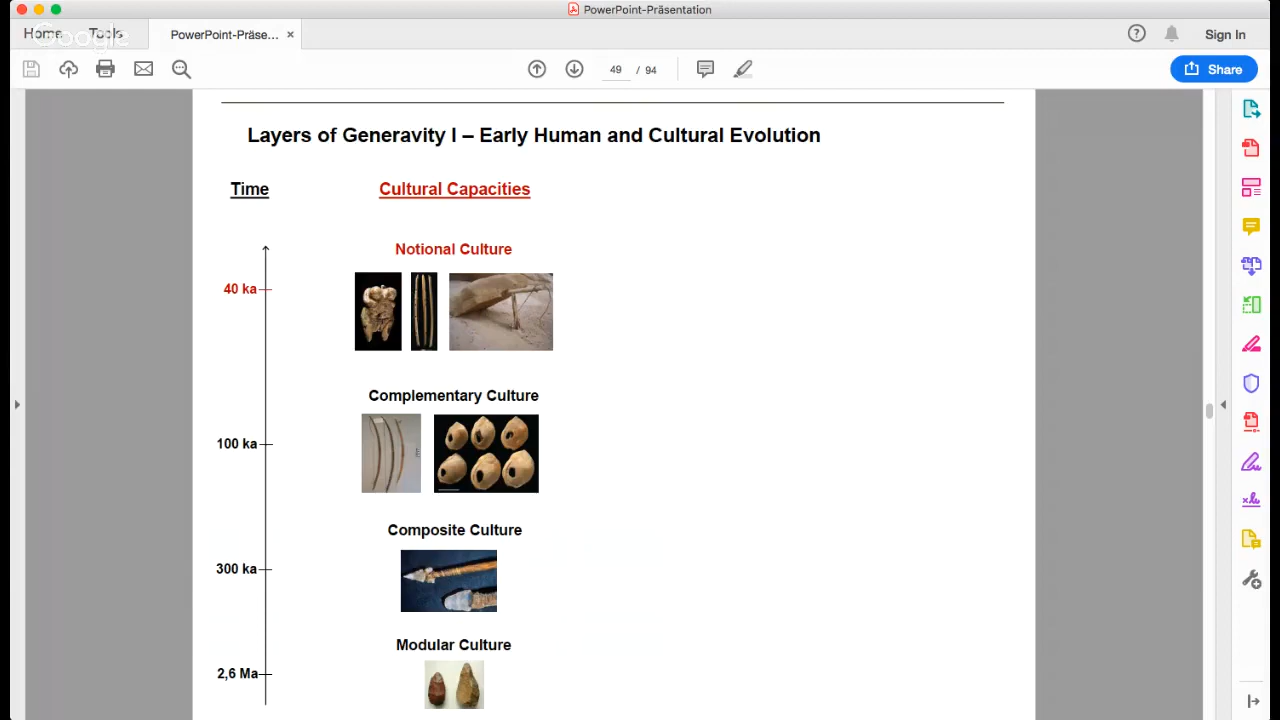 PowerPoint-Präsentation
Home Tools PowerPoint-Präse... × Sign In
Google
49 / 94 Share
Layers of Generavity I – Early Human and Cultural Evolution
Time Cultural Capacities
Notional Culture
40 ka
Complementary Culture
100 ka
Composite Culture
300 ka
Modular Culture
2,6 Ma